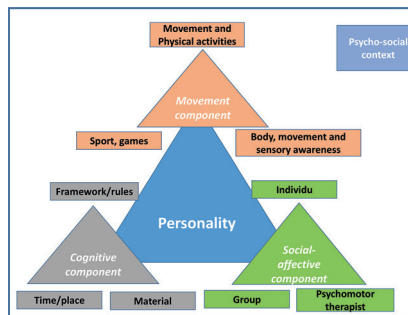 Movement and
Physical activities
Psycho-social
context
Movement
component
Sport, games
Body, movement and
sensory awareness
Framework/rules
Individu
Personality
Cognitive
component
Social-
affective
component
Time/place
Material
Group
Psychomotor
therapist